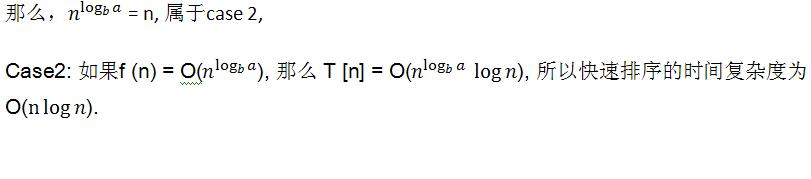 那么，n^{log_b a} = n, 属于case 2,
Case2: 如果f (n) = O(n^{log_b a}), 那么 T [n] = O(n^{log_b a} log n), 所以快速排序的时间复杂度为
O(n log n).